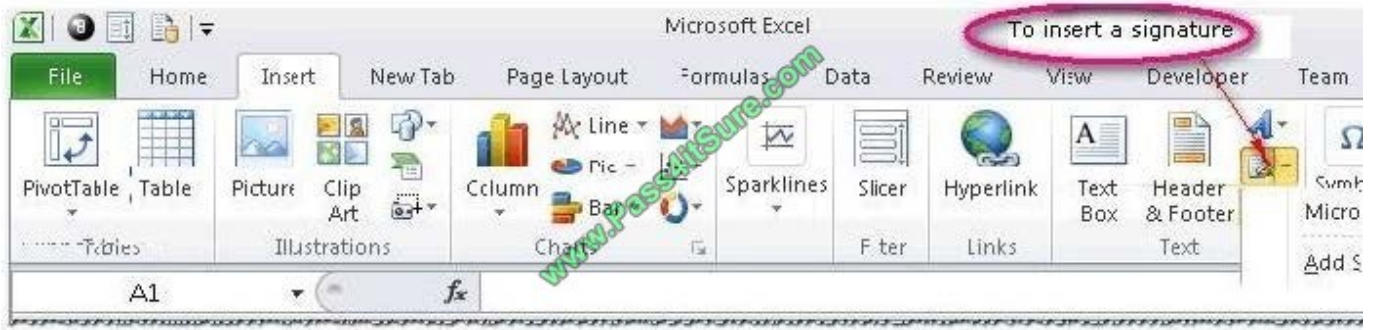 Microsoft Excel
To insert a signature
File Home Insert New Tab Page Layout Formulas Data Review View Developer Team
Line
Pie
Bar
PivotTable Table Picture Clip Art Column Sparklines Slicer Hyperlink Text Box Header & Footer
Micro
Illustrations Charts Links Text
Add S
A1 fx
www.Pass4itSure.com